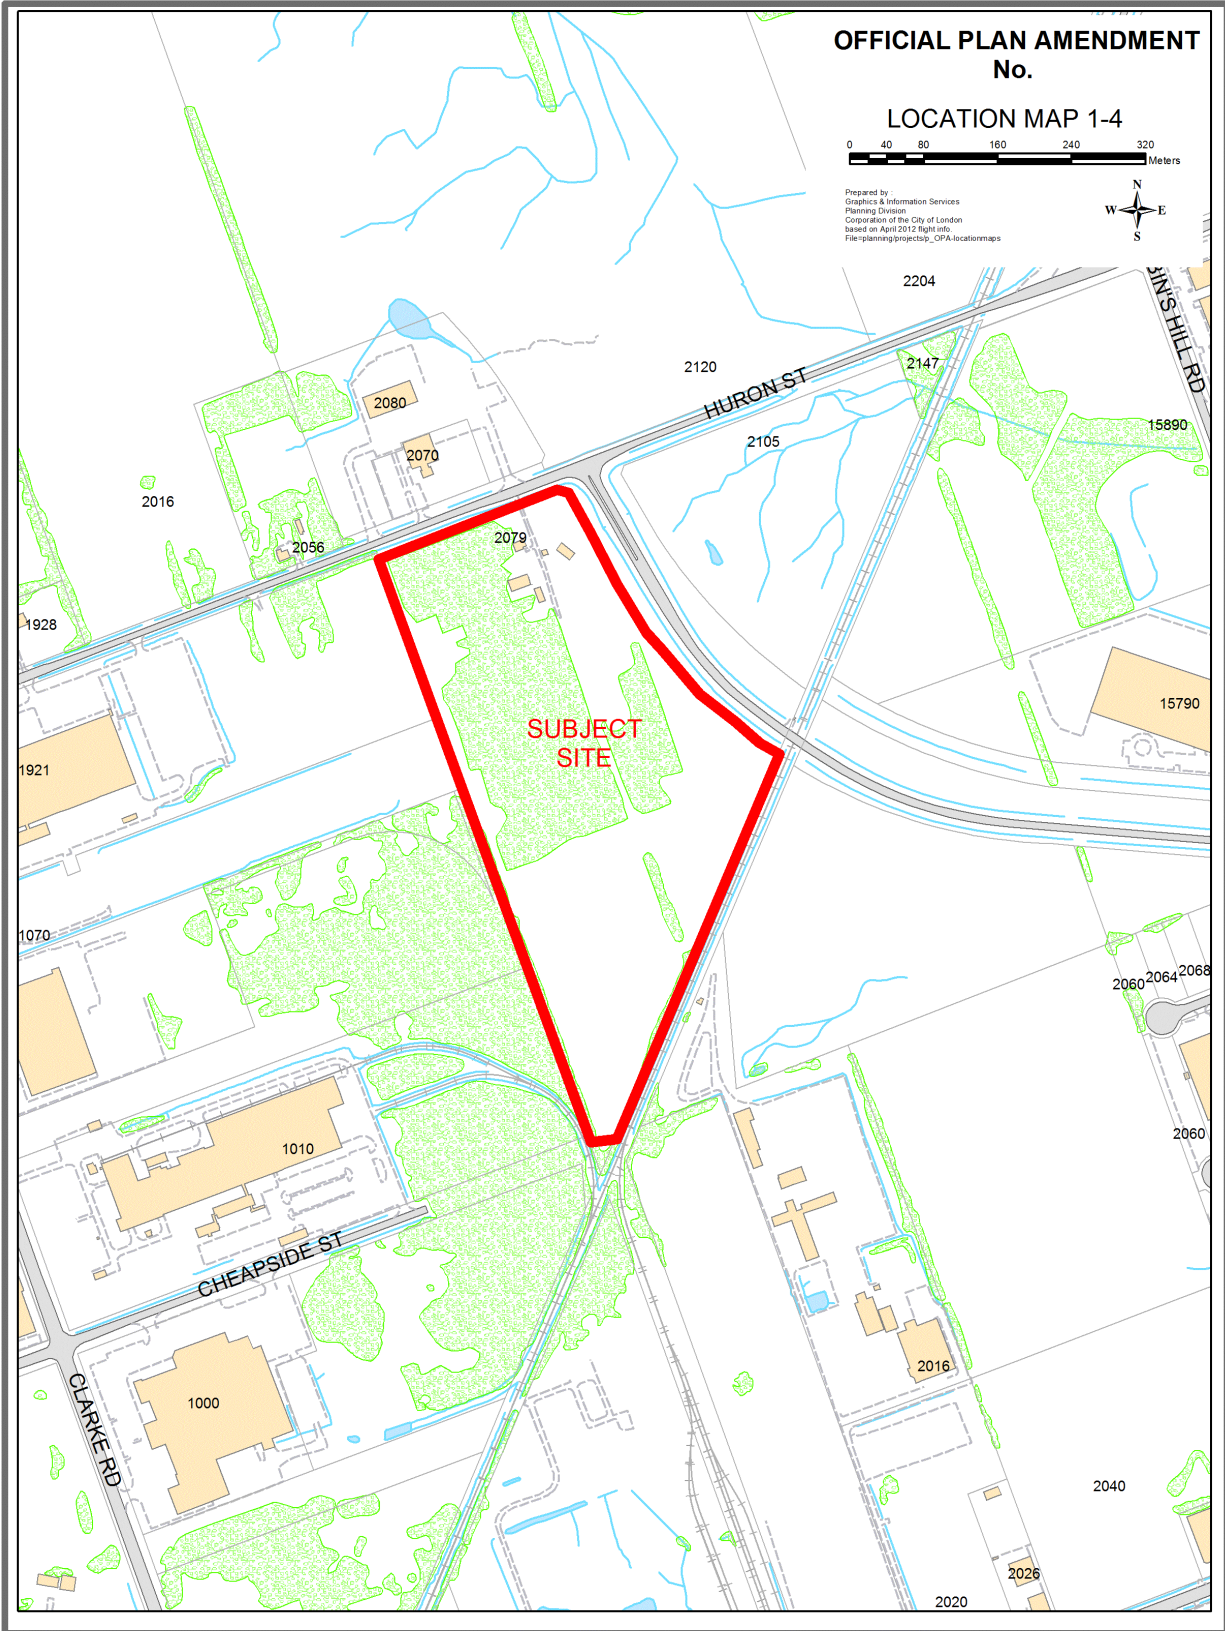 OFFICIAL PLAN AMENDMENT
No.
LOCATION MAP 1-4
0 40 80 160 240 320
Meters
Prepared by :
Graphics & Information Services
Planning Division
Corporation of the City of London
based on April 2012 flight info.
File=planning/projects/p_OPA-locationmaps
N
W E
S
2204
BIN'S HILL RD
2120
2147
HURON ST
2080
15890
2105
2070
2016
2079
2056
1928
15790
SUBJECT
SITE
1921
1070
2068
2064
2060
2060
1010
CHEAPSIDE ST
2016
1000
CLARKE RD
2040
2026
2020